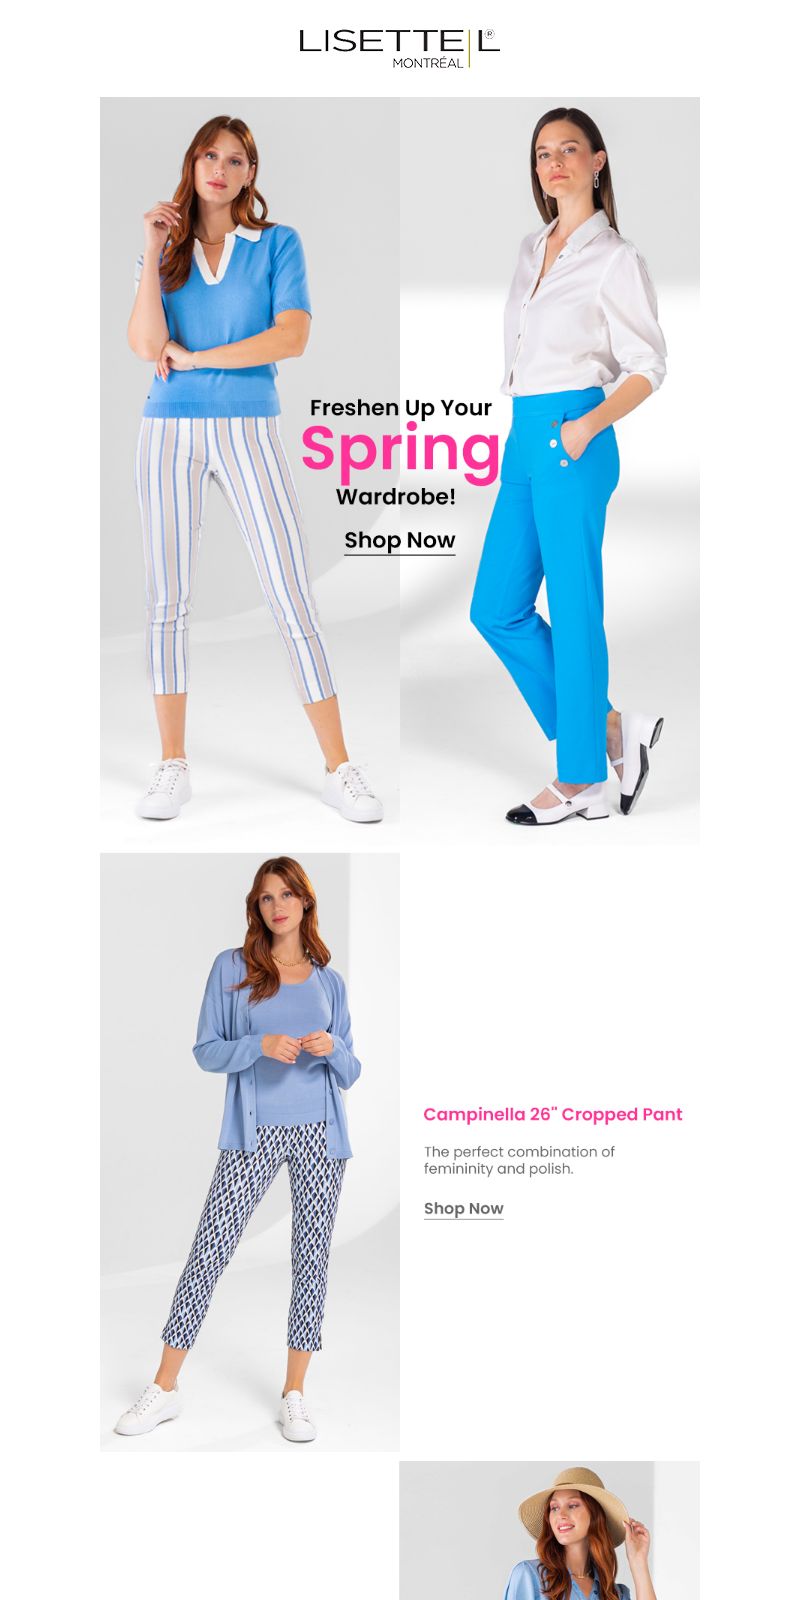 LISETTE L®
MONTRÉAL
Freshen Up Your
Spring
Wardrobe!
Shop Now
Campinella 26" Cropped Pant
The perfect combination of
femininity and polish.
Shop Now